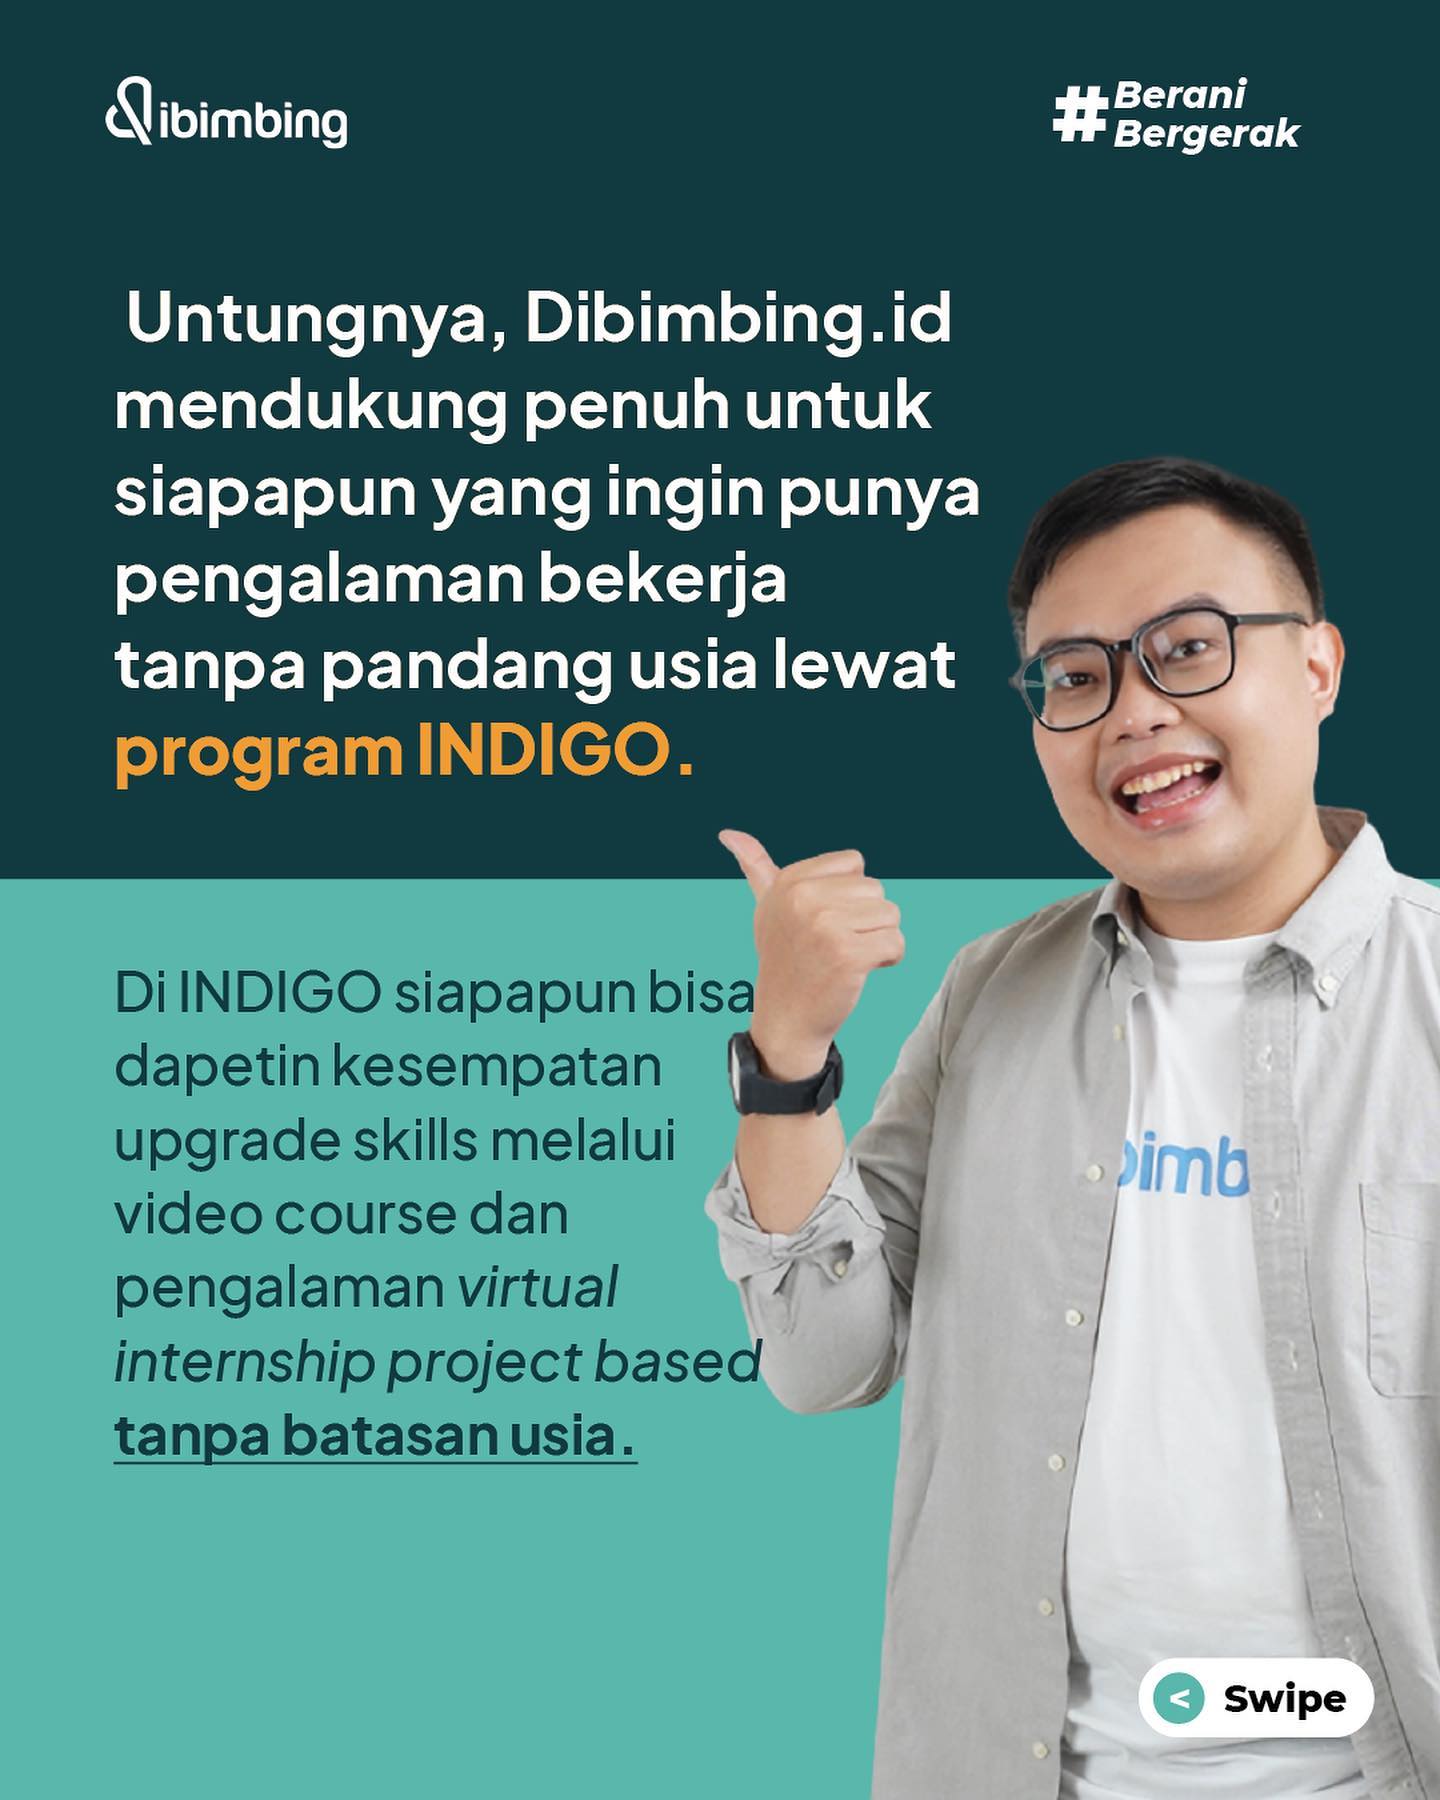 dibimbing
#Berani
Bergerak
Untungnya, Dibimbing.id
mendukung penuh untuk
siapapun yang ingin punya
pengalaman bekerja
tanpa pandang usia lewat
program INDIGO.
Di INDIGO siapapun bisa
dapetin kesempatan
upgrade skills melalui
video course dan
pengalaman virtual
internship project based
tanpa batasan usia.
bimb
< Swipe